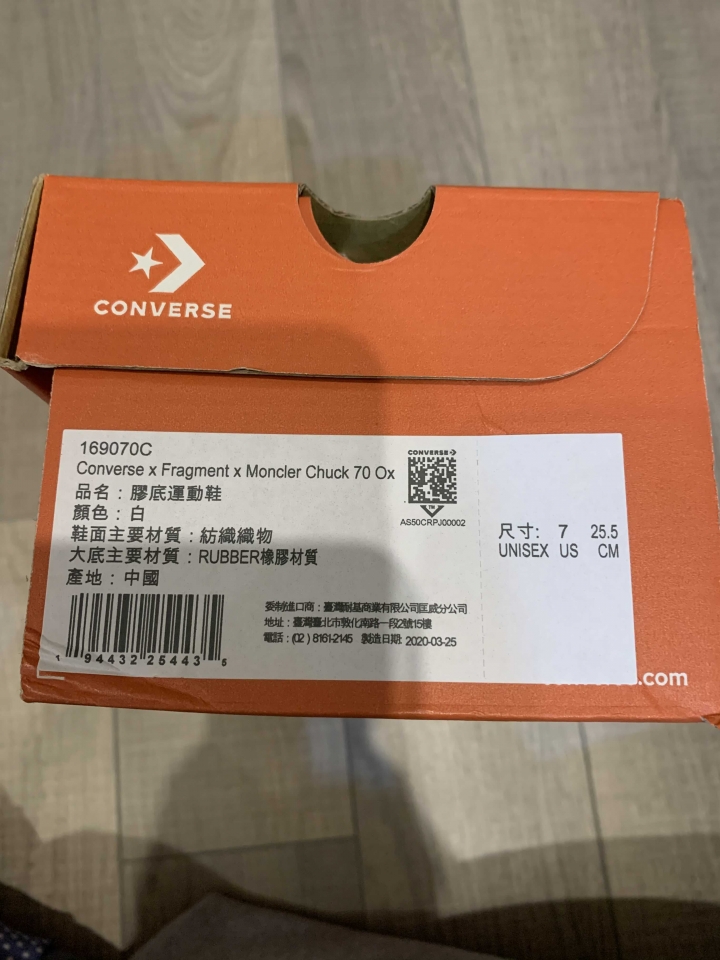 CONVERSE
169070C
Converse x Fragment x Moncler Chuck 70 Ox
品名：膠底運動鞋
顏色：白
鞋面主要材質：紡織織物
大底主要材質：RUBBER橡膠材質
產地：中國
1 94432 25443 5
CONVERSE
AS50CRPJ00002
委制進口商：臺灣耐基商業有限公司匡威分公司
地址：臺灣臺北市敦化南路一段2號15樓
電話：(02) 8161-2145 製造日期: 2020-03-25
尺寸: 7 25.5
UNISEX US CM
.com